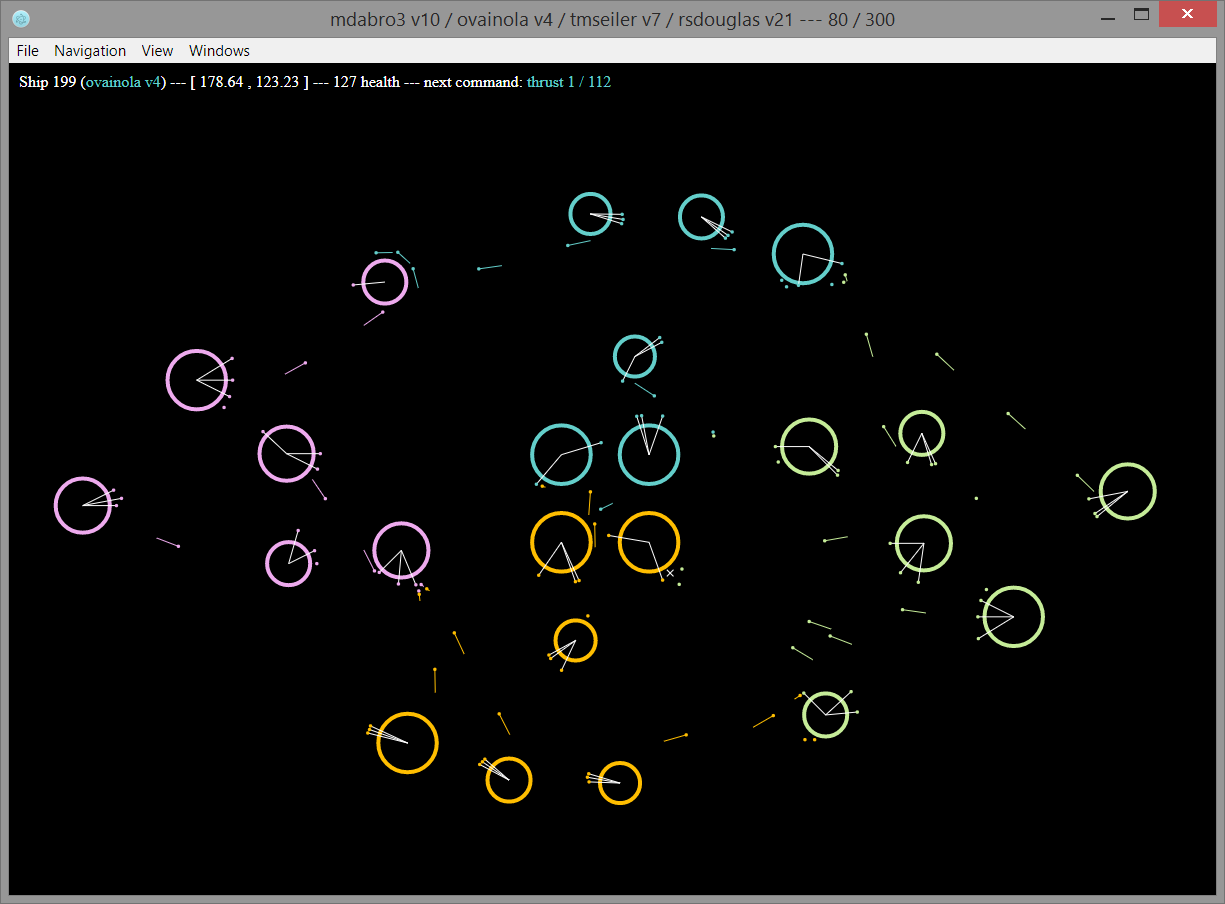 mdabro3 v10 / ovainola v4 / tmseiler v7 / rsdouglas v21 --- 80 / 300
File Navigation View Windows
Ship 199 (ovainola v4) --- [ 178.64 , 123.23 ] --- 127 health --- next command: thrust 1 / 112